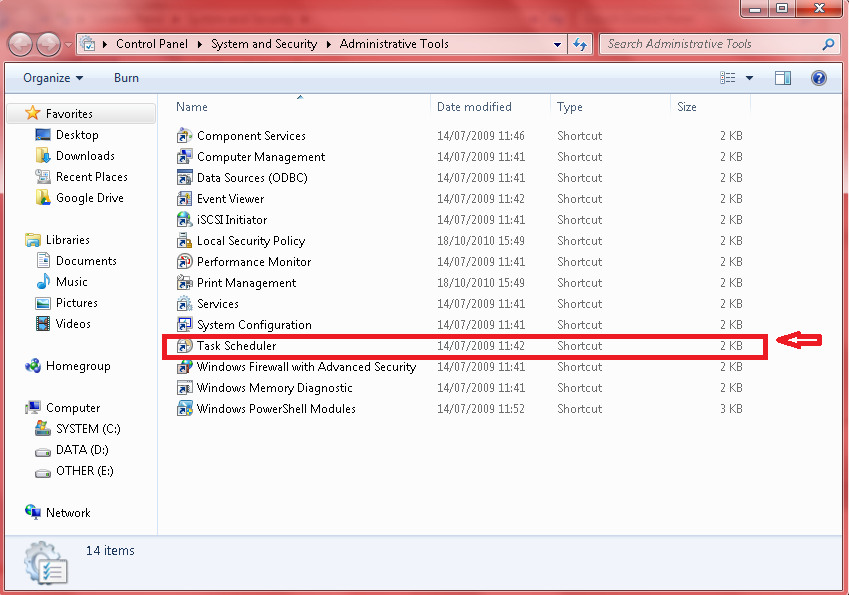 Control Panel System and Security Administrative Tools Search Administrative Tools
Organize Burn
Name Date modified Type Size
Favorites
Desktop
Downloads
Recent Places
Google Drive
Libraries
Documents
Music
Pictures
Videos
Homegroup
Computer
SYSTEM (C:)
DATA (D:)
OTHER (E:)
Network
Component Services 14/07/2009 11:46 Shortcut 2 KB
Computer Management 14/07/2009 11:41 Shortcut 2 KB
Data Sources (ODBC) 14/07/2009 11:41 Shortcut 2 KB
Event Viewer 14/07/2009 11:42 Shortcut 2 KB
iSCSI Initiator 14/07/2009 11:41 Shortcut 2 KB
Local Security Policy 18/10/2010 15:49 Shortcut 2 KB
Performance Monitor 14/07/2009 11:41 Shortcut 2 KB
Print Management 18/10/2010 15:49 Shortcut 2 KB
Services 14/07/2009 11:41 Shortcut 2 KB
System Configuration 14/07/2009 11:41 Shortcut 2 KB
Task Scheduler 14/07/2009 11:42 Shortcut 2 KB
Windows Firewall with Advanced Security 14/07/2009 11:41 Shortcut 2 KB
Windows Memory Diagnostic 14/07/2009 11:41 Shortcut 2 KB
Windows PowerShell Modules 14/07/2009 11:52 Shortcut 3 KB
14 items